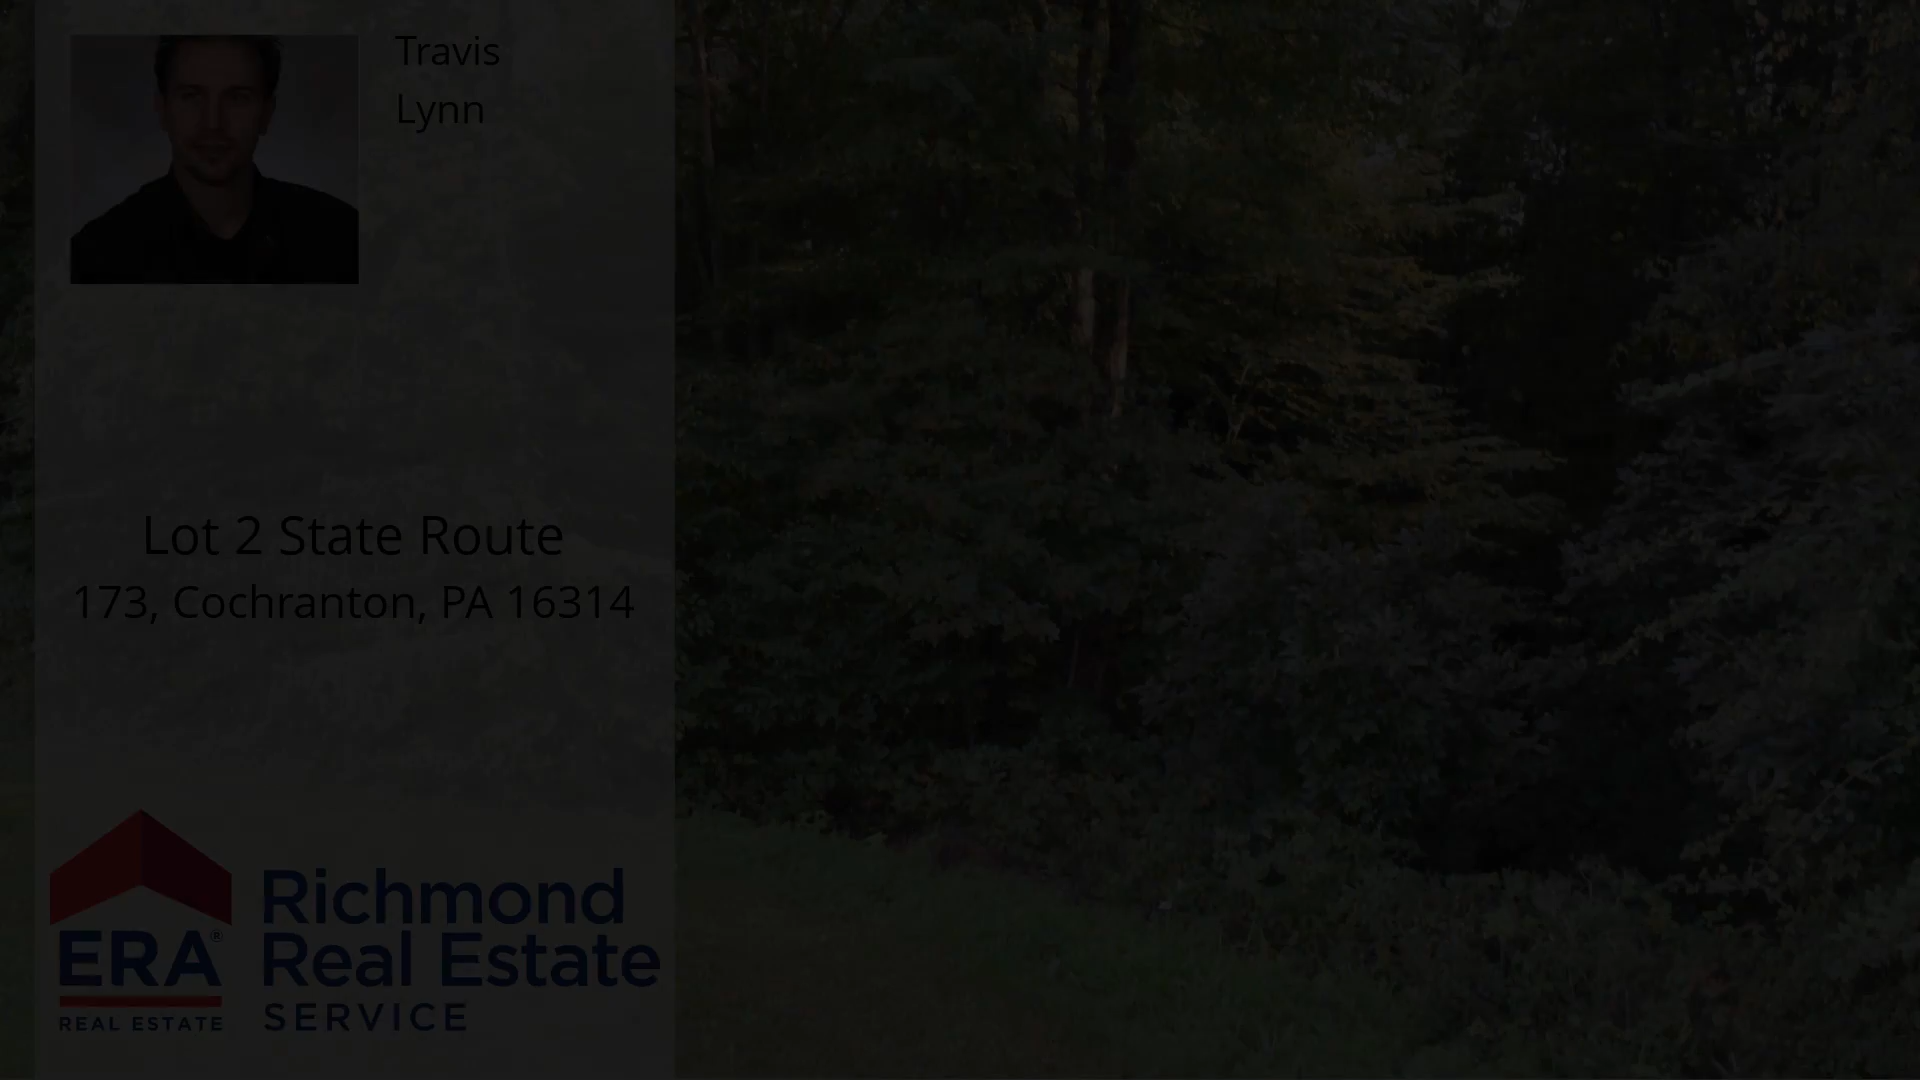 Travis
Lynn
Lot 2 State Route
173, Cochranton, PA 16314
Richmond
Real Estate
SERVICE
ERA®
REAL ESTATE